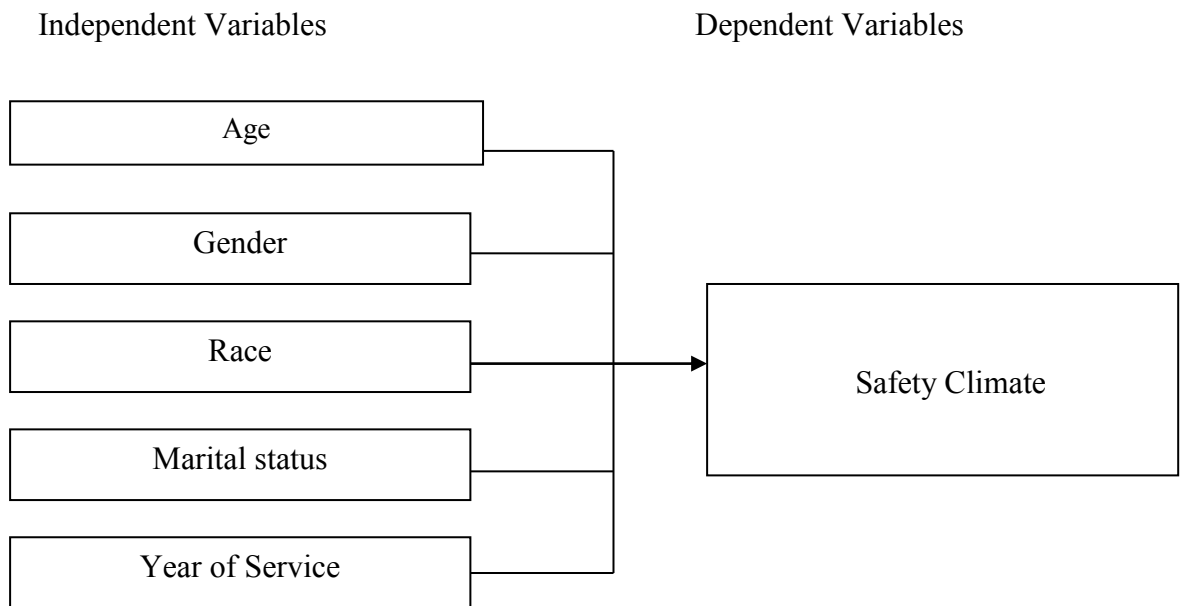 Independent Variables
Dependent Variables
Age
Gender
Race
Marital status
Year of Service
Safety Climate